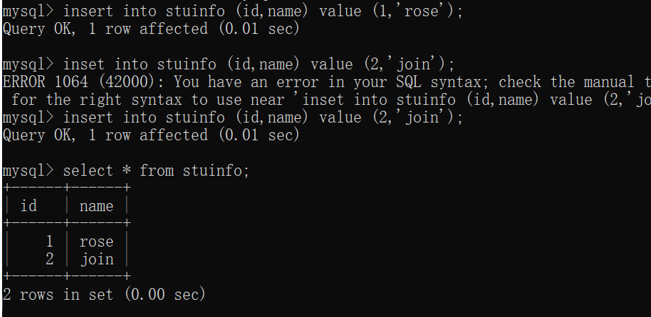 mysql> insert into stuinfo (id,name) value (1,'rose');
Query OK, 1 row affected (0.01 sec)
mysql> inset into stuinfo (id,name) value (2,'join');
ERROR 1064 (42000): You have an error in your SQL syntax; check the manual t
for the right syntax to use near 'inset into stuinfo (id,name) value (2,'jo
mysql> insert into stuinfo (id,name) value (2,'join');
Query OK, 1 row affected (0.01 sec)
mysql> select * from stuinfo;
+------+------+
| id   | name |
+------+------+
|    1 | rose |
|    2 | join |
+------+------+
2 rows in set (0.00 sec)